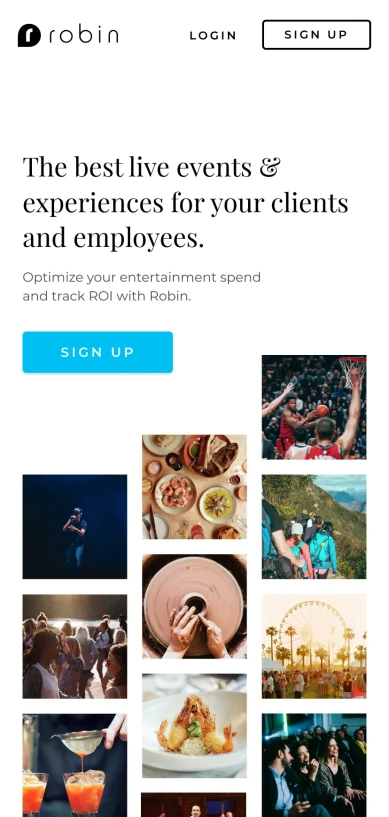 robin
LOGIN
SIGN UP
The best live events &
experiences for your clients
and employees.
Optimize your entertainment spend
and track ROI with Robin.
SIGN UP